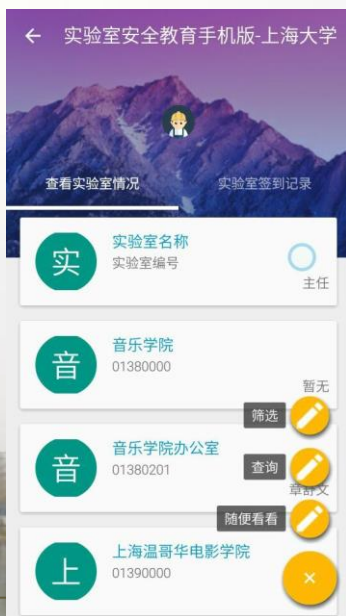 实验室安全教育手机版-上海大学
查看实验室情况 实验室签到记录
实
实验室名称
实验室编号
主任
音
音乐学院
01380000
暂无
筛选
音
音乐学院办公室
01380201
查询
章舒文
随便看看
上
上海温哥华电影学院
01390000